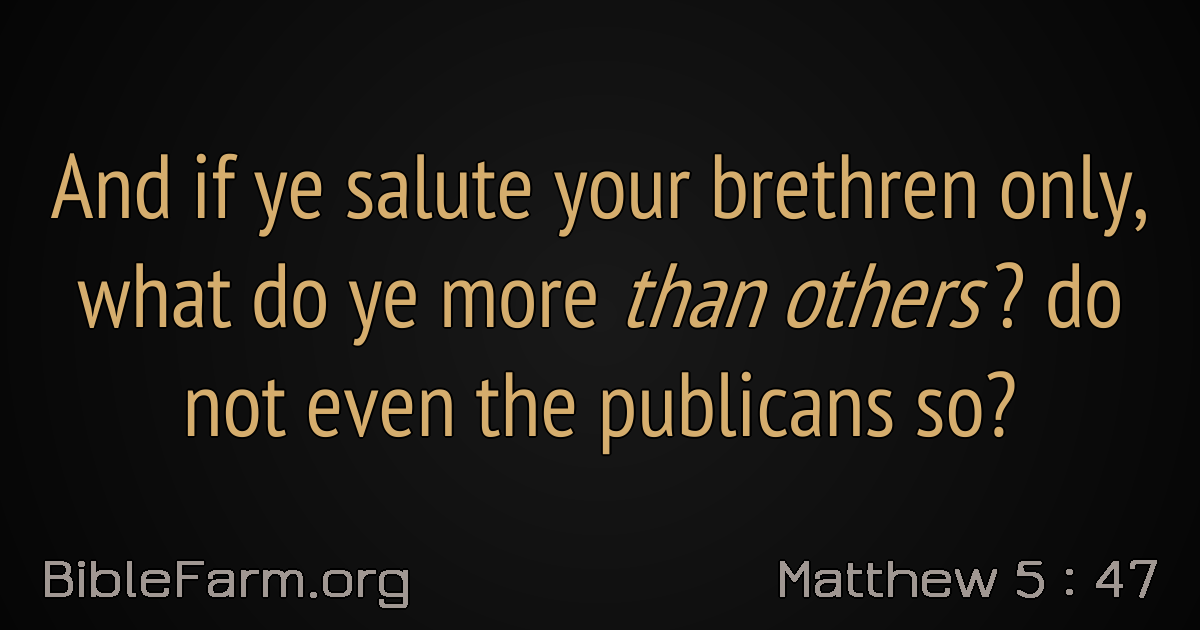 And if ye salute your brethren only,
what do ye more than others? do
not even the publicans so?
BibleFarm.org
Matthew 5 : 47